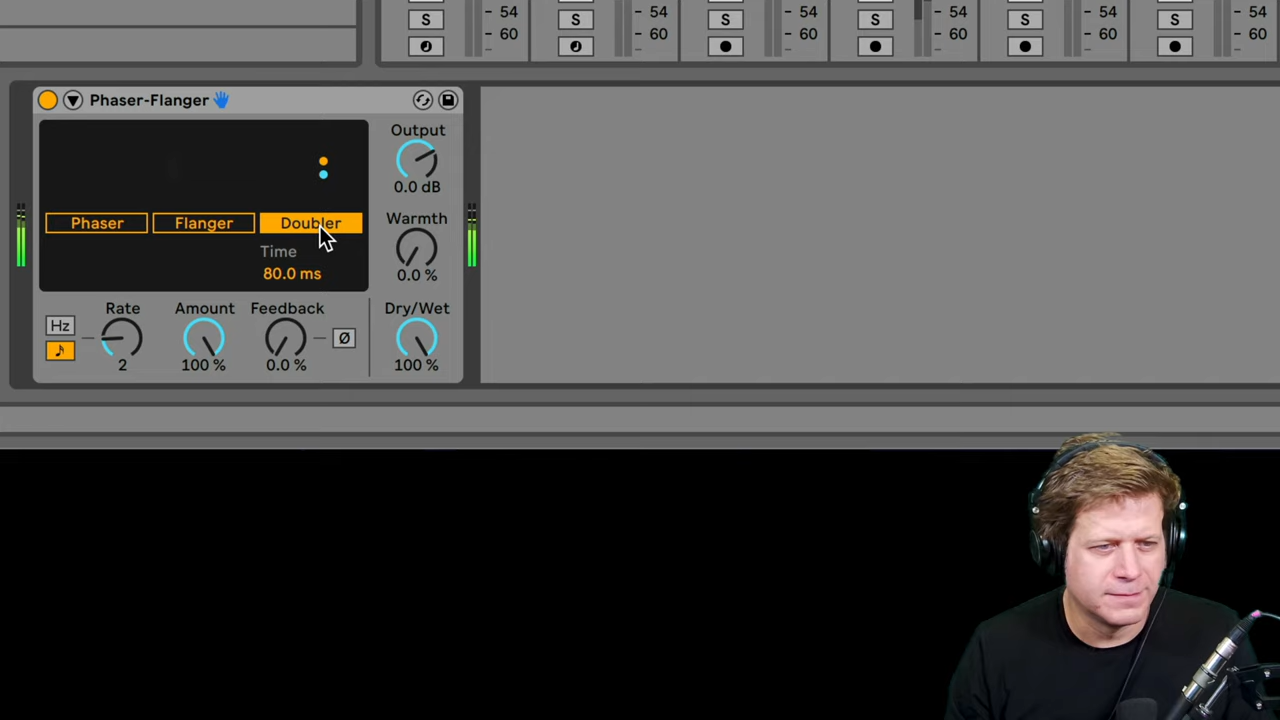 S - 54 S - 54 S - 54 S - 54 S - 54 S - 54
- 60 - 60 - 60 - 60 - 60 - 60
Phaser-Flanger
Output
0.0 dB
Phaser Flanger Doubler
Warmth
0.0 %
Time
80.0 ms
Rate Amount Feedback Dry/Wet
Hz
Ø
2 100 % 0.0 % 100 %